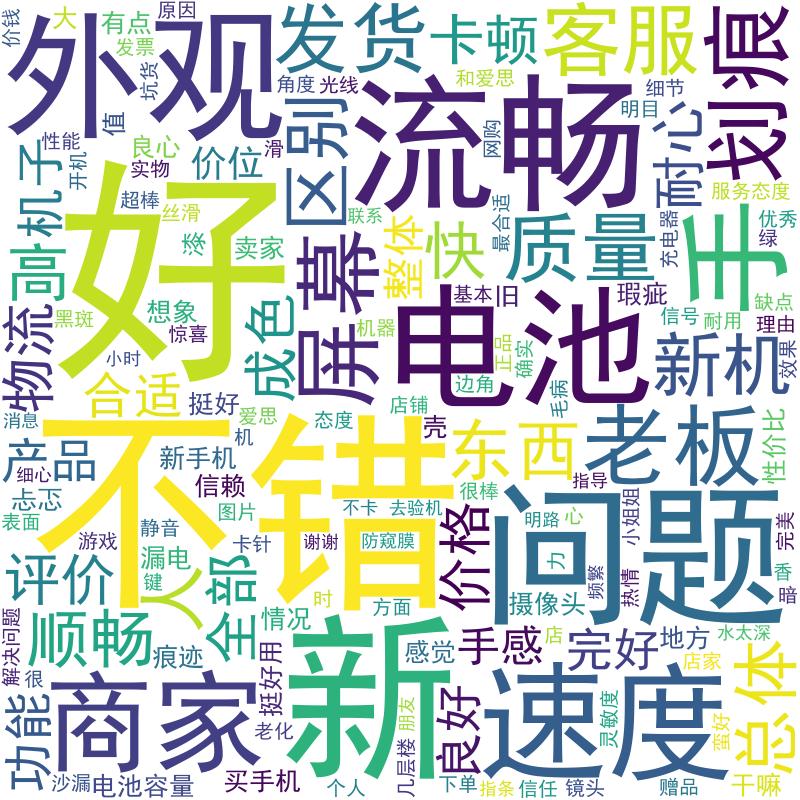 价钱
大
有点
原因
发票
发货
卡顿
客服
划痕
外观
坑货
角度
光线
和爱思
细节
值
区别
流畅
网购
明目
耐心
性能
开机
良心
实物
价位
滑
机子
高
好
超棒
丝滑
渣
卖家
联系
整体
快
最合适
质量
充电器
服务态度
手
优秀
绿
物流
黑斑
想象
惊喜
成色
屏幕
机器
基本
旧
电池
正品
确实
瑕疵
信号
耐用
缺点
理由
新机
效果
小时
边角
合适
挺好
爱思
态度
店铺
毛病
消息
产品
不错
新手机
机
壳
东西
老板
性价比
细心
忐忑
信赖
图片
不卡
去验机
很棒
指导
表面
静音
游戏
卡针
谢谢
防窥膜
价格
问题
明路
心
小姐姐
完美
评价
漏电
键
人
全部
时
方面
摄像头
力
频繁
热情
番
暗
解决问题
顺畅
痕迹
情况
感觉
手感
店
完好
地方
水太深
店家
很
功能
商家
挺好用
老化
新
朋友
几层楼
良好
速度
灵敏度
蛮好
总体
沙漏
电池容量
买手机
个人
下单
指条
信任
镜头
赠品
干嘛